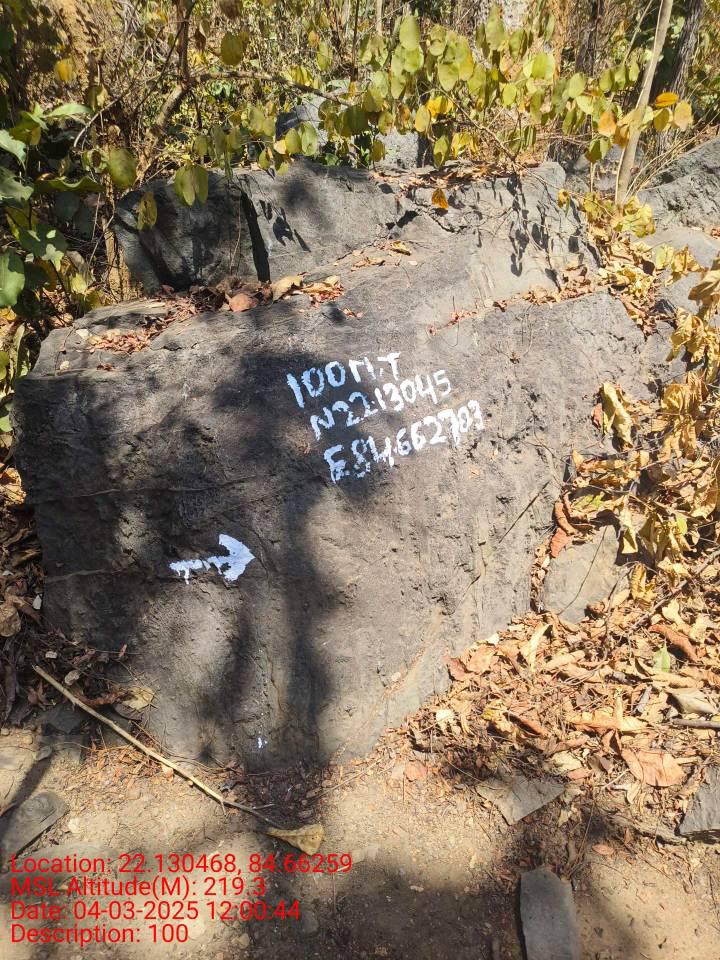 100 M.T
N22.13045
E84.662703
Location: 22.130468, 84.66259
MSL Altitude(M): 219.3
Date: 04-03-2025 12:00:44
Description: 100